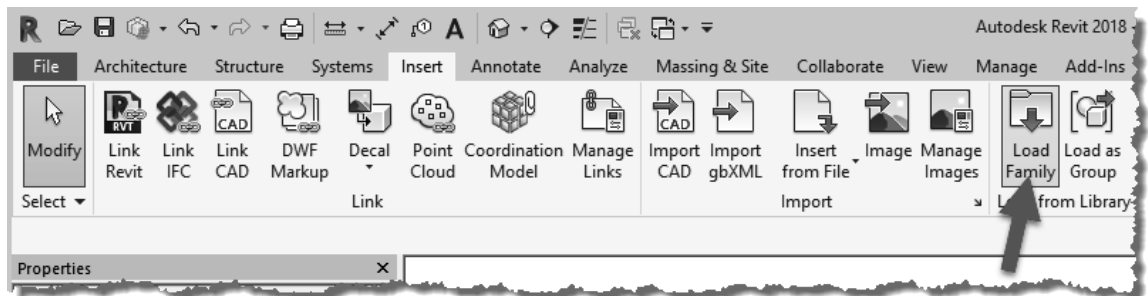 Autodesk Revit 2018 -
File Architecture Structure Systems Insert Annotate Analyze Massing & Site Collaborate View Manage Add-Ins
RVT CAD CAD
Modify Link Link Link DWF Decal Point Coordination Manage Import Import Insert Image Manage Load Load as
Revit IFC CAD Markup Cloud Model Links CAD gbXML from File Images Family Group
Select Link Import from Library
Properties